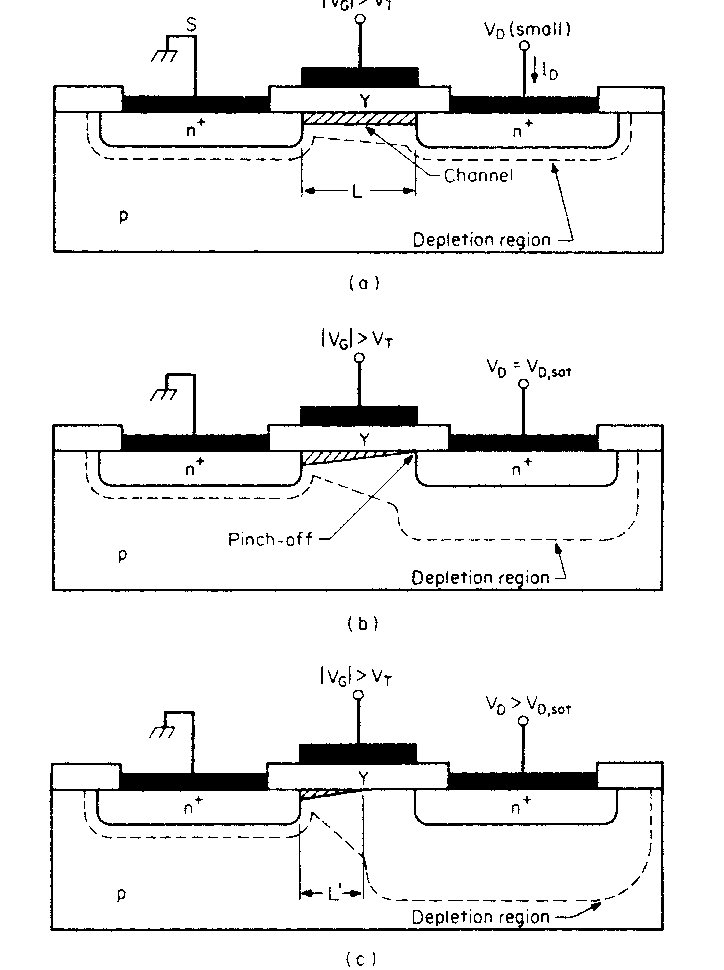 |V_G| > V_T
S
V_D (small)
I_D
Y
n+
n+
Channel
L
p
Depletion region
(a)
|V_G| > V_T
V_D = V_D,sat
Y
n+
n+
Pinch-off
p
Depletion region
(b)
|V_G| > V_T
V_D > V_D,sat
Y
n+
n+
L'
p
Depletion region
(c)